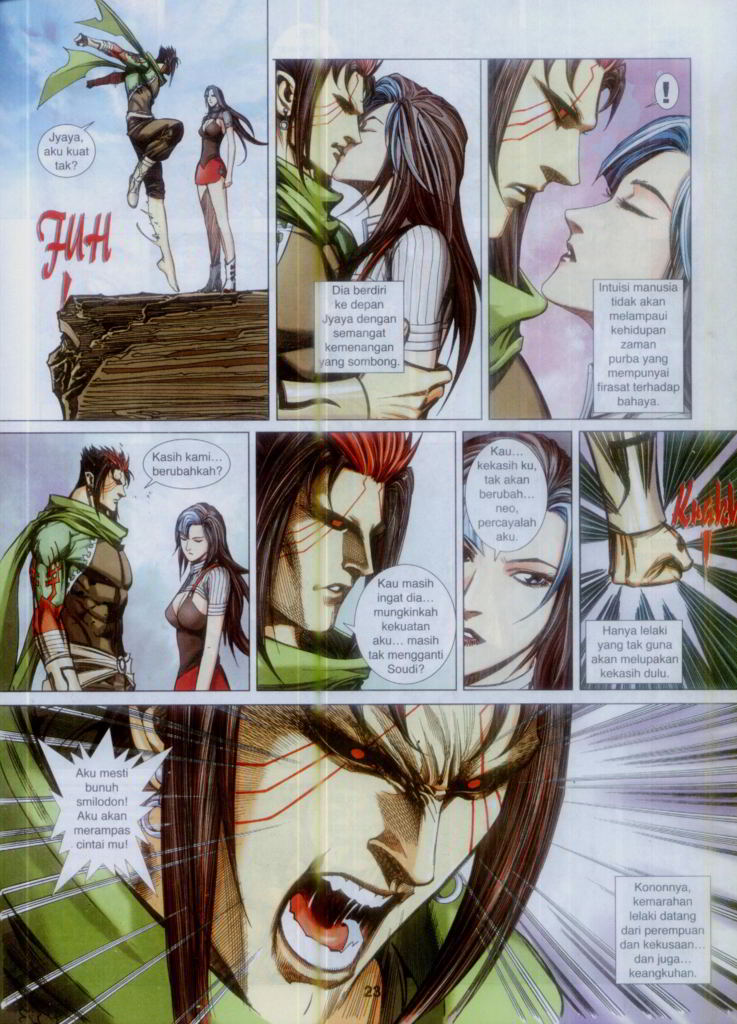 Jyaya,
aku kuat
tak?
FUH
!
Dia berdiri
ke depan
Jyaya dengan
semangat
kemenangan
yang sombong.
!
Intuisi manusia
tidak akan
melampaui
kehidupan
zaman
purba yang
mempunyai
firasat terhadap
bahaya.
Kasih kami...
berubahkah?
Kau masih
ingat dia...
mungkinkah
kekuatan
aku... masih
tak mengganti
Soudi?
Kau...
kekasih ku,
tak akan
berubah...
neo,
percayalah
aku.
Hanya lelaki
yang tak guna
akan melupakan
kekasih dulu.
Aku mesti
bunuh
smilodon!
Aku akan
merampas
cintai mu!
Kononnya,
kemarahan
lelaki datang
dari perempuan
dan kekusaan...
dan juga...
keangkuhan.
23